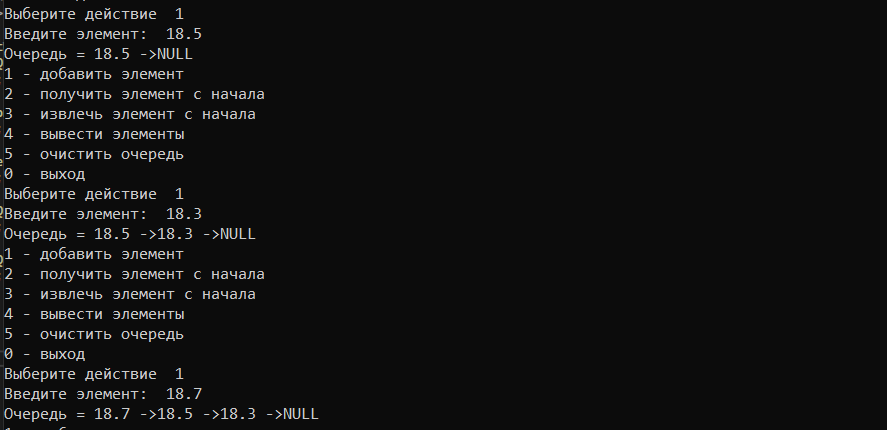 Выберите действие  1
Введите элемент:  18.5
Очередь = 18.5 ->NULL
1 - добавить элемент
2 - получить элемент с начала
3 - извлечь элемент с начала
4 - вывести элементы
5 - очистить очередь
0 - выход
Выберите действие  1
Введите элемент:  18.3
Очередь = 18.5 ->18.3 ->NULL
1 - добавить элемент
2 - получить элемент с начала
3 - извлечь элемент с начала
4 - вывести элементы
5 - очистить очередь
0 - выход
Выберите действие  1
Введите элемент:  18.7
Очередь = 18.7 ->18.5 ->18.3 ->NULL